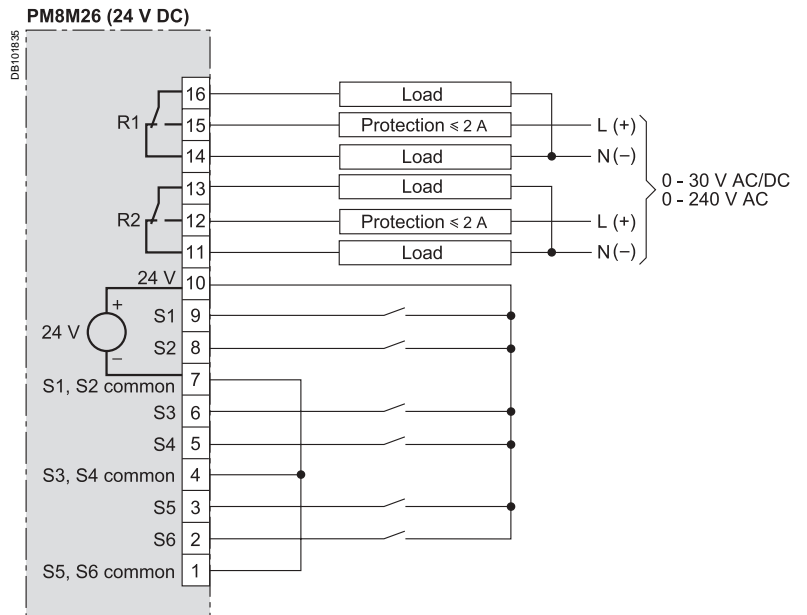 PM8M26 (24 V DC)
DB101835
16 Load
R1 15 Protection ⩽ 2 A L (+)
14 Load N (–)
13 Load
0 - 30 V AC/DC
0 - 240 V AC
R2 12 Protection ⩽ 2 A L (+)
11 Load N (–)
24 V 10
+
S1 9
24 V
S2 8
–
7
S1, S2 common
S3 6
S4 5
S3, S4 common 4
S5 3
S6 2
S5, S6 common 1